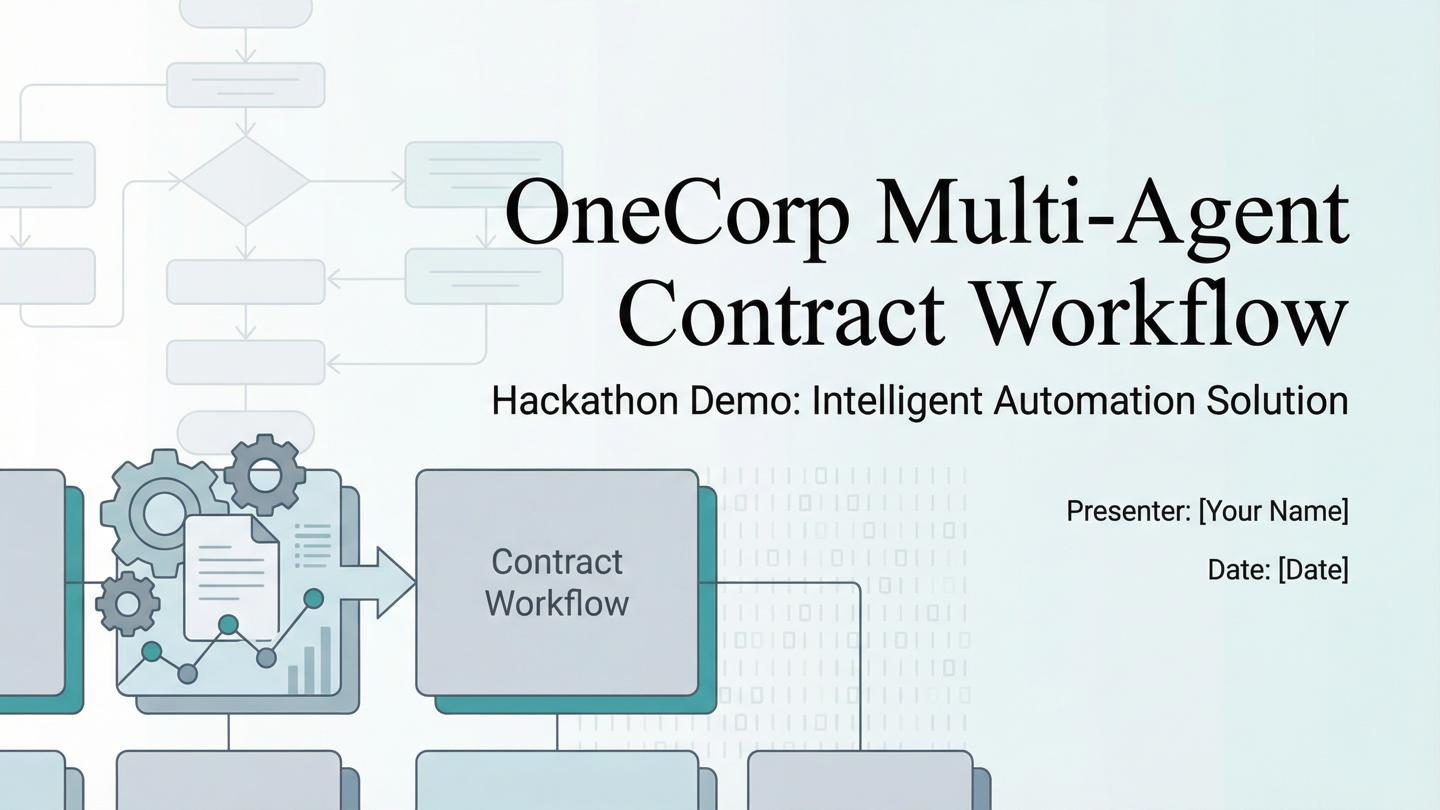 OneCorp Multi-Agent
Contract Workflow
Hackathon Demo: Intelligent Automation Solution
Presenter: [Your Name]
Date: [Date]
Contract
Workflow